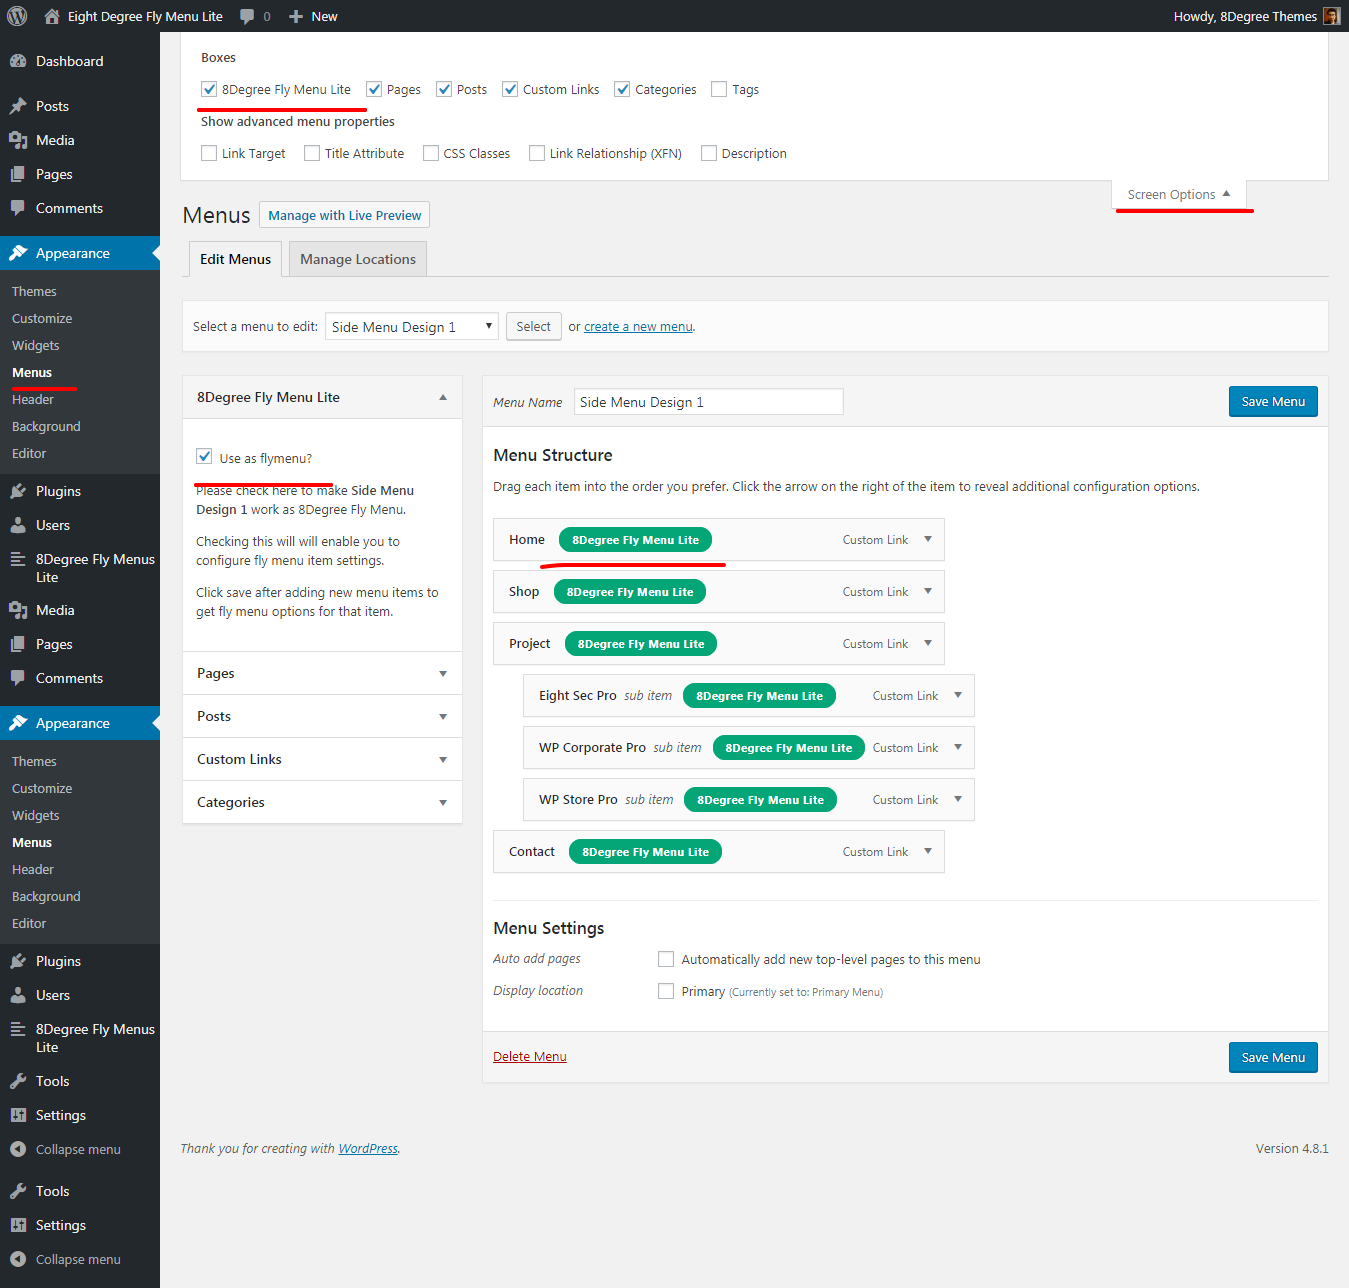 Eight Degree Fly Menu Lite 0 New Howdy, 8Degree Themes
Dashboard
Posts
Media
Pages
Comments
Appearance
Themes
Customize
Widgets
Menus
Header
Background
Editor
Plugins
Users
8Degree Fly Menus
Lite
Media
Pages
Comments
Appearance
Themes
Customize
Widgets
Menus
Header
Background
Editor
Plugins
Users
8Degree Fly Menus
Lite
Tools
Settings
Collapse menu
Tools
Settings
Collapse menu
Boxes
8Degree Fly Menu Lite Pages Posts Custom Links Categories Tags
Show advanced menu properties
Link Target Title Attribute CSS Classes Link Relationship (XFN) Description
Screen Options
Menus Manage with Live Preview
Edit Menus Manage Locations
Select a menu to edit: Side Menu Design 1 Select or create a new menu.
8Degree Fly Menu Lite
Use as flymenu?
Please check here to make Side Menu
Design 1 work as 8Degree Fly Menu.
Checking this will will enable you to
configure fly menu item settings.
Click save after adding new menu items to
get fly menu options for that item.
Pages
Posts
Custom Links
Categories
Menu Name Side Menu Design 1 Save Menu
Menu Structure
Drag each item into the order you prefer. Click the arrow on the right of the item to reveal additional configuration options.
Home 8Degree Fly Menu Lite Custom Link
Shop 8Degree Fly Menu Lite Custom Link
Project 8Degree Fly Menu Lite Custom Link
Eight Sec Pro sub item 8Degree Fly Menu Lite Custom Link
WP Corporate Pro sub item 8Degree Fly Menu Lite Custom Link
WP Store Pro sub item 8Degree Fly Menu Lite Custom Link
Contact 8Degree Fly Menu Lite Custom Link
Menu Settings
Auto add pages Automatically add new top-level pages to this menu
Display location Primary (Currently set to: Primary Menu)
Delete Menu Save Menu
Thank you for creating with WordPress. Version 4.8.1